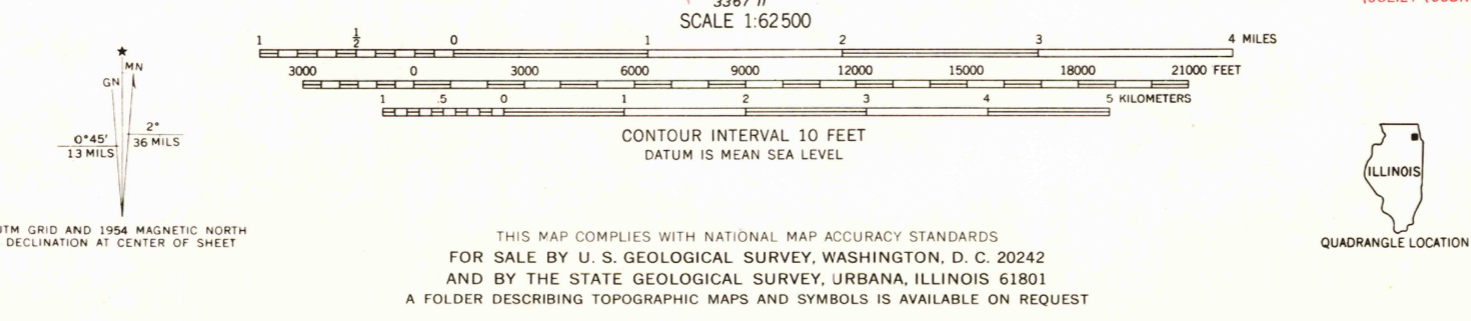 SCALE 1:62500
1 ½ 0 1 2 3 4 MILES
3000 0 3000 6000 9000 12000 15000 18000 21000 FEET
1 .5 0 1 2 3 4 5 KILOMETERS
CONTOUR INTERVAL 10 FEET
DATUM IS MEAN SEA LEVEL
MN
GN
0°45'
13 MILS
2°
36 MILS
UTM GRID AND 1954 MAGNETIC NORTH
DECLINATION AT CENTER OF SHEET
THIS MAP COMPLIES WITH NATIONAL MAP ACCURACY STANDARDS
FOR SALE BY U. S. GEOLOGICAL SURVEY, WASHINGTON, D. C. 20242
AND BY THE STATE GEOLOGICAL SURVEY, URBANA, ILLINOIS 61801
A FOLDER DESCRIBING TOPOGRAPHIC MAPS AND SYMBOLS IS AVAILABLE ON REQUEST
ILLINOIS
QUADRANGLE LOCATION